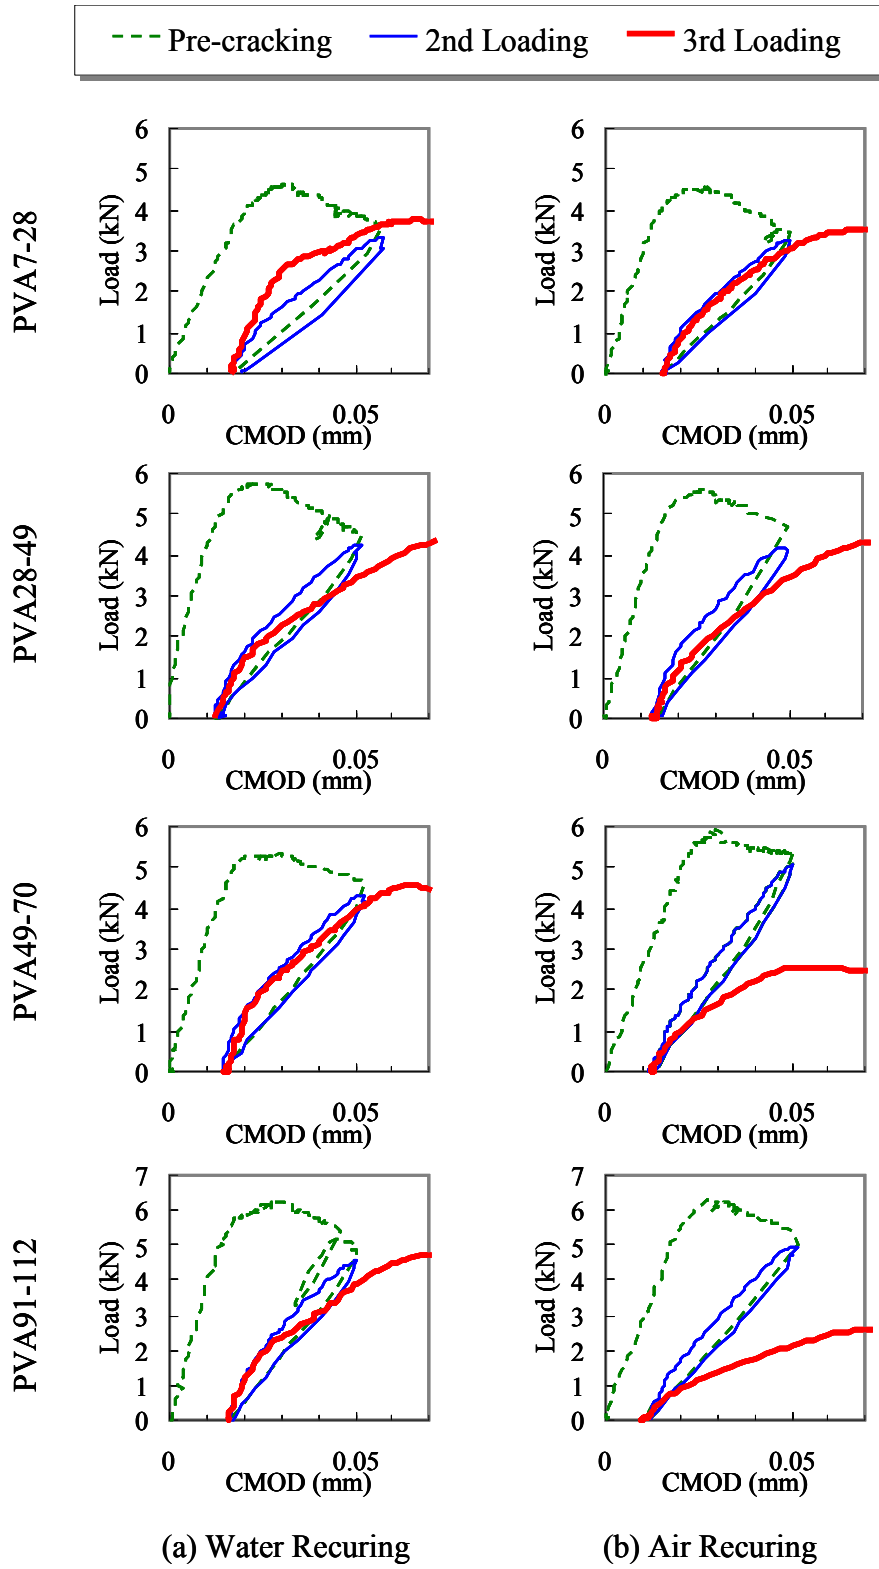 Pre-cracking 2nd Loading 3rd Loading
PVA7-28
Load (kN)
6
5
4
3
2
1
0
0 0.05
CMOD (mm)
Load (kN)
6
5
4
3
2
1
0
0 0.05
CMOD (mm)
PVA28-49
Load (kN)
6
5
4
3
2
1
0
0 0.05
CMOD (mm)
Load (kN)
6
5
4
3
2
1
0
0 0.05
CMOD (mm)
PVA49-70
Load (kN)
6
5
4
3
2
1
0
0 0.05
CMOD (mm)
Load (kN)
6
5
4
3
2
1
0
0 0.05
CMOD (mm)
PVA91-112
Load (kN)
7
6
5
4
3
2
1
0
0 0.05
CMOD (mm)
Load (kN)
7
6
5
4
3
2
1
0
0 0.05
CMOD (mm)
(a) Water Recuring
(b) Air Recuring